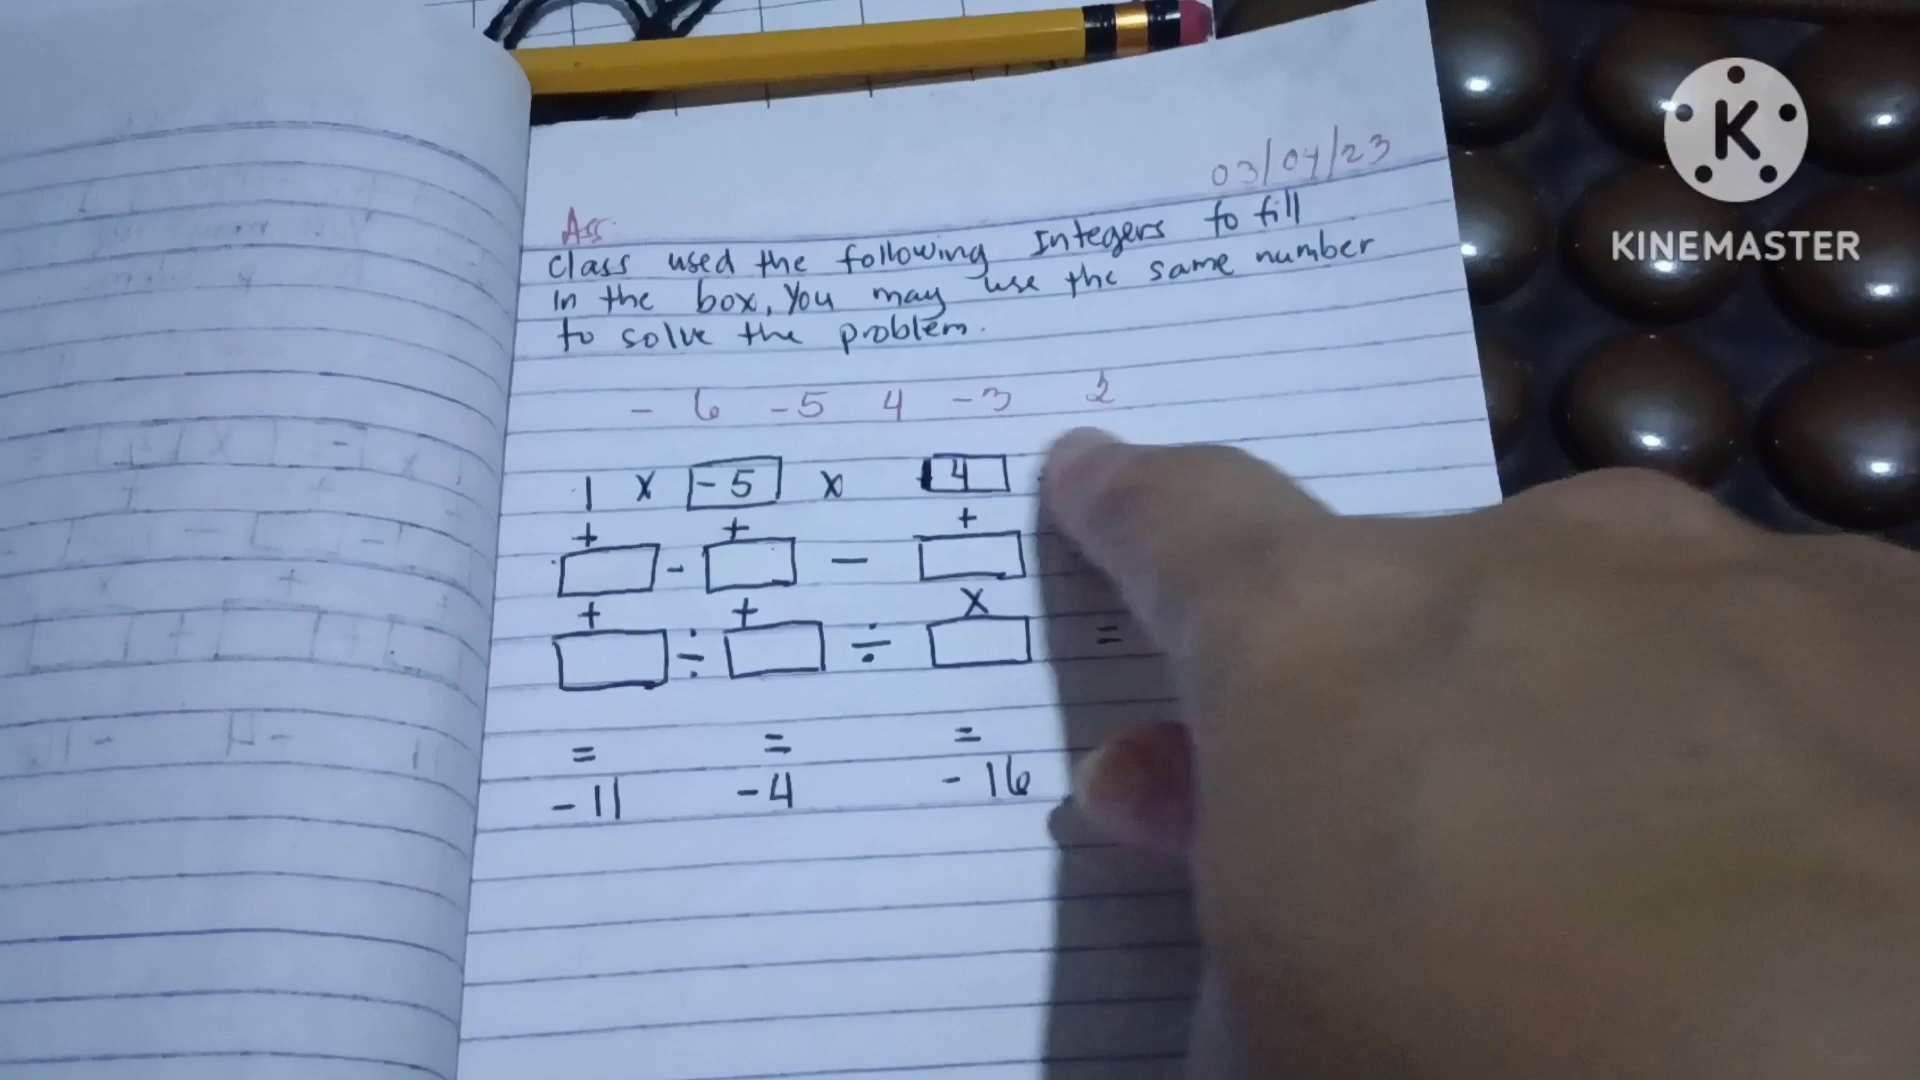 03/04/23
Ass:
Class used the following Integers to fill
In the box, You may use the same number
to solve the problem.
- 6 -5 4 -3 2
1 x -5 x 4
+ + +
- -
+ + x
÷ ÷ =
= = =
-11 -4 -16
K
KINEMASTER